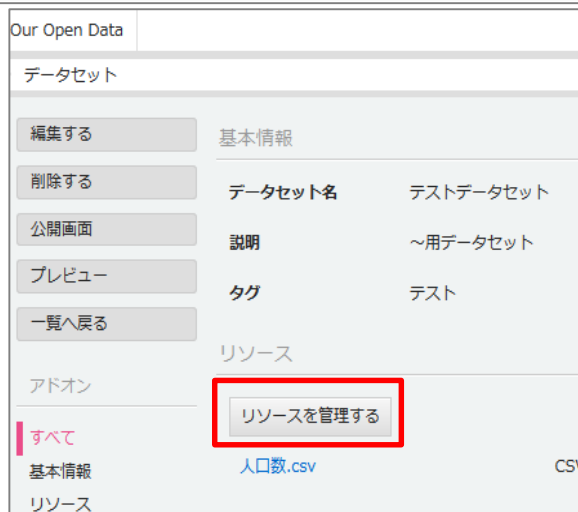 Our Open Data
データセット
編集する
削除する
公開画面
プレビュー
一覧へ戻る
アドオン
すべて
基本情報
リソース
基本情報
データセット名 テストデータセット
説明 ～用データセット
タグ テスト
リソース
リソースを管理する
人口数.csv CSV